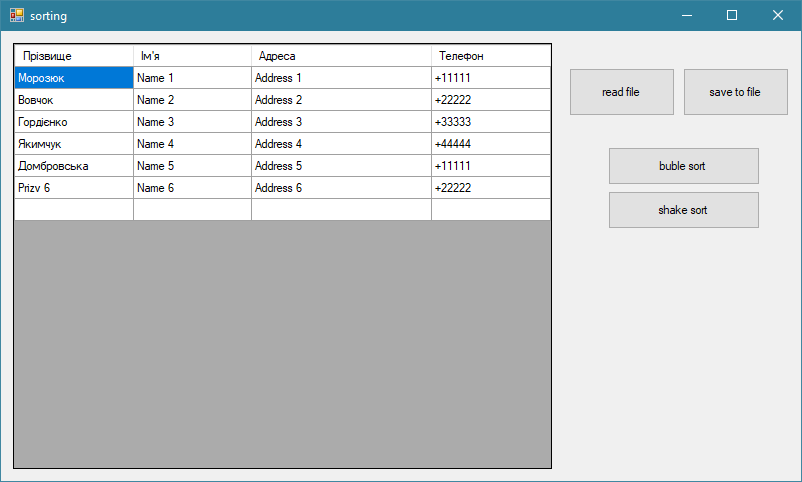 sorting
Прізвище Ім'я Адреса Телефон
Морозюк Name 1 Address 1 +11111
Вовчок Name 2 Address 2 +22222
Гордієнко Name 3 Address 3 +33333
Якимчук Name 4 Address 4 +44444
Домбровська Name 5 Address 5 +11111
Prizv 6 Name 6 Address 6 +22222
read file save to file
buble sort
shake sort